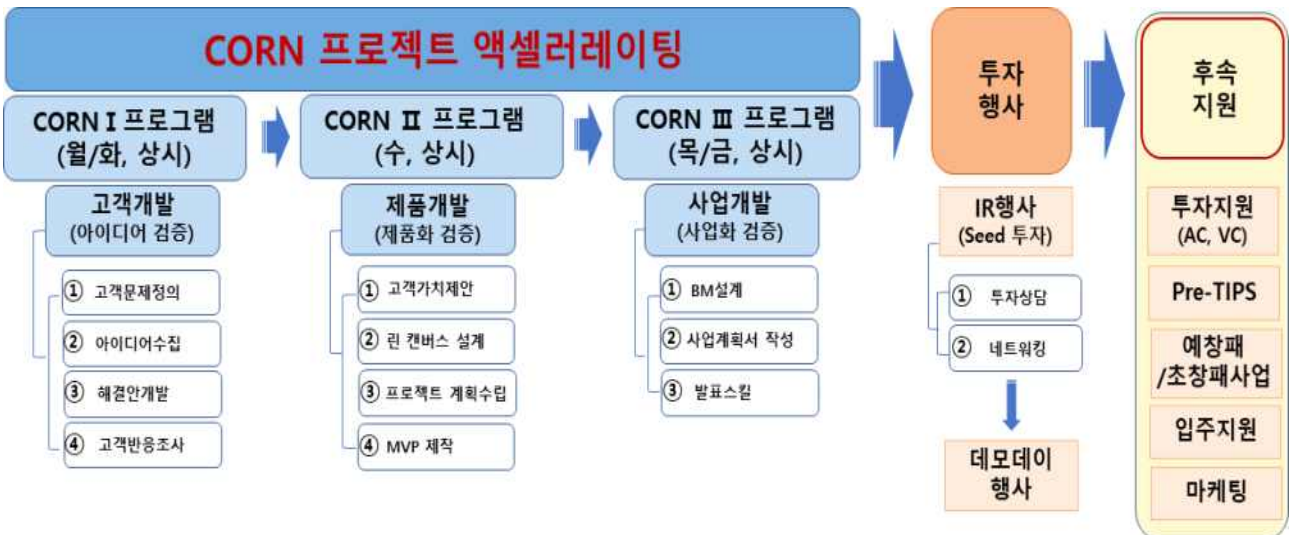 CORN 프로젝트 액셀러레이팅
CORN Ⅰ 프로그램
(월/화, 상시)
고객개발
(아이디어 검증)
① 고객문제정의
② 아이디어수집
③ 해결안개발
④ 고객반응조사
CORN Ⅱ 프로그램
(수, 상시)
제품개발
(제품화 검증)
① 고객가치제안
② 린 캔버스 설계
③ 프로젝트 계획수립
④ MVP 제작
CORN Ⅲ 프로그램
(목/금, 상시)
사업개발
(사업화 검증)
① BM설계
② 사업계획서 작성
③ 발표스킬
투자
행사
IR행사
(Seed 투자)
① 투자상담
② 네트워킹
데모데이
행사
후속
지원
투자지원
(AC, VC)
Pre-TIPS
예창패
/초창패사업
입주지원
마케팅